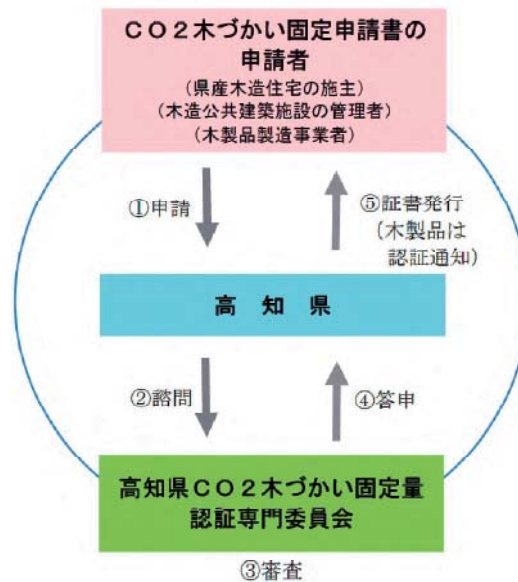 ＣＯ２木づかい固定申請書の
申請者
(県産木造住宅の施主)
(木造公共建築施設の管理者)
(木製品製造事業者)
①申請
⑤証書発行
(木製品は
認証通知)
高　知　県
②諮問
④答申
高知県ＣＯ２木づかい固定量
認証専門委員会
③審査